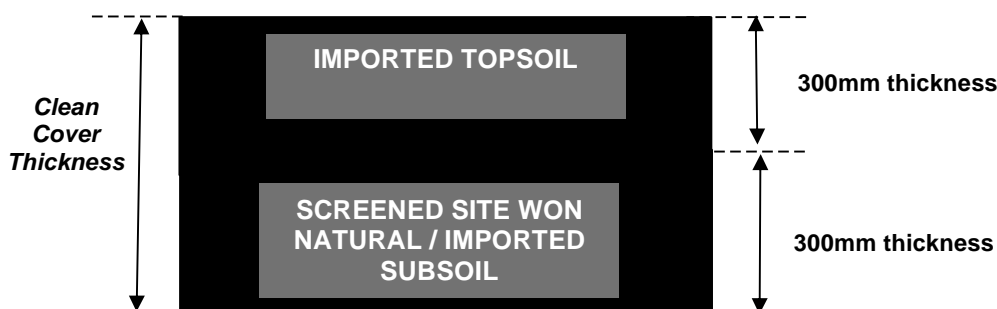 IMPORTED TOPSOIL
300mm thickness
Clean
Cover
Thickness
SCREENED SITE WON
NATURAL / IMPORTED
SUBSOIL
300mm thickness